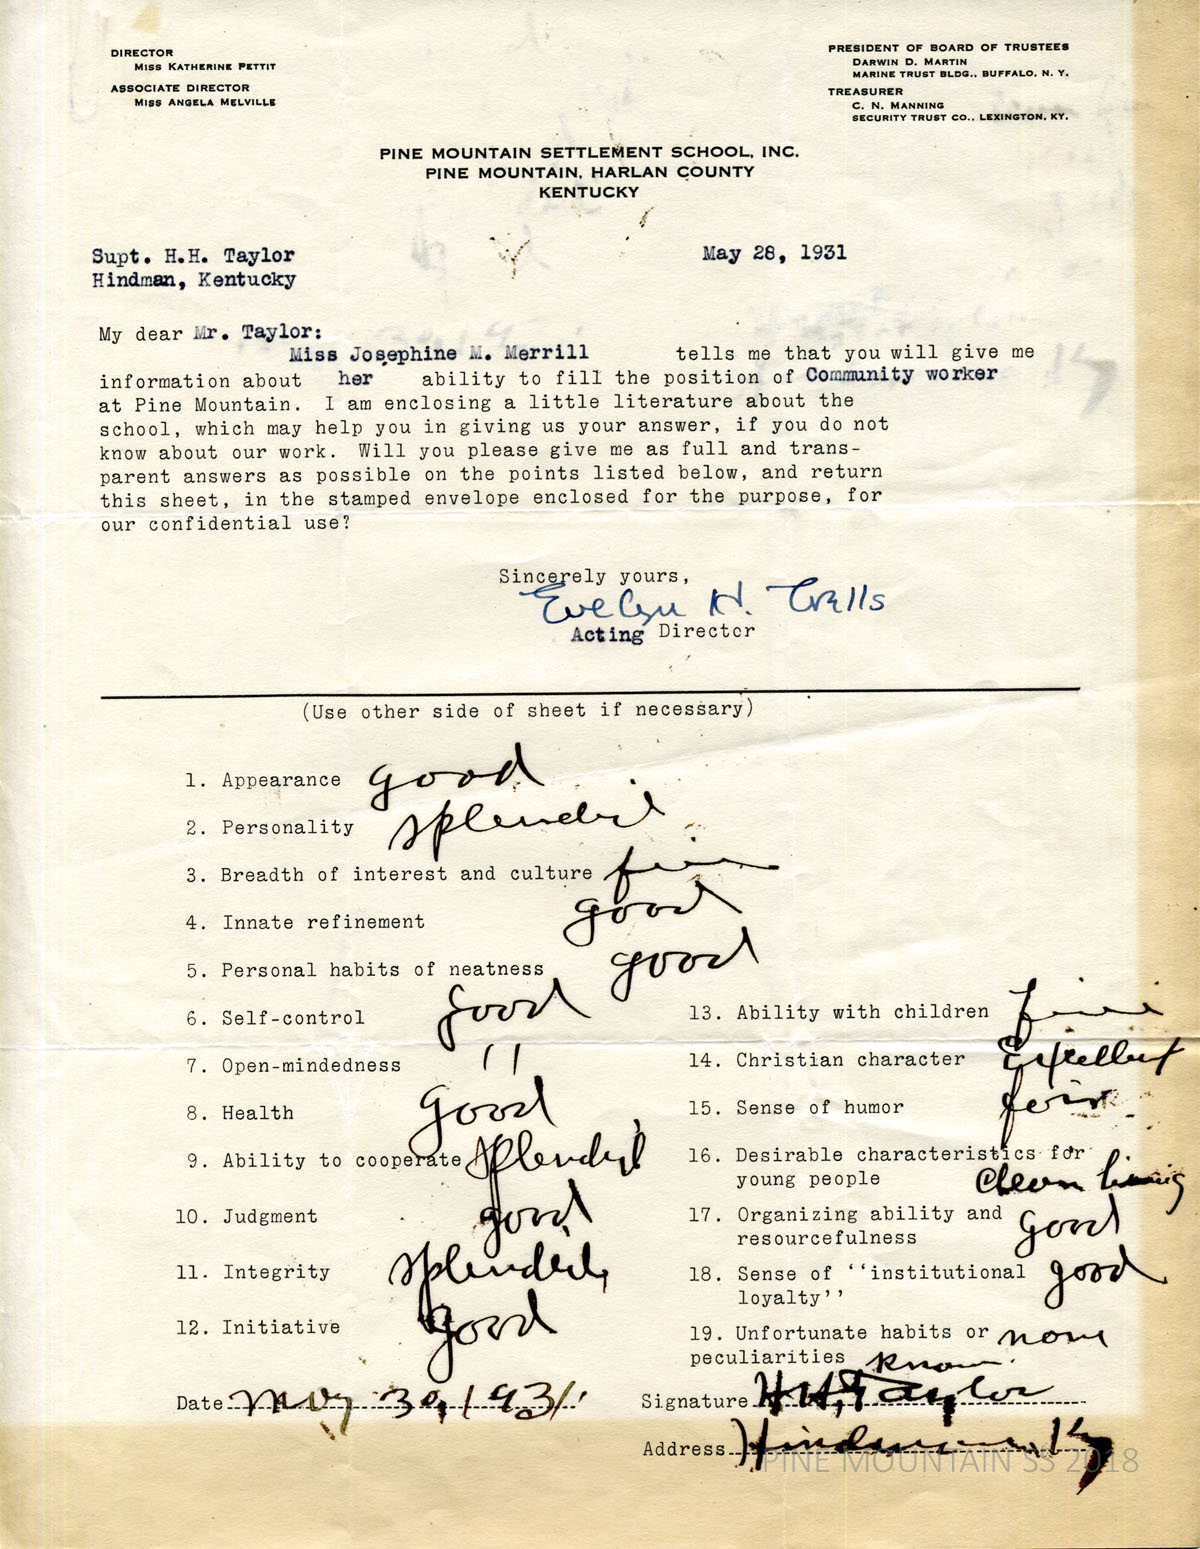 DIRECTOR
MISS KATHERINE PETTIT
ASSOCIATE DIRECTOR
MISS ANGELA MELVILLE
PRESIDENT OF BOARD OF TRUSTEES
DARWIN D. MARTIN
MARINE TRUST BLDG., BUFFALO, N. Y.
TREASURER
C. N. MANNING
SECURITY TRUST CO., LEXINGTON, KY.
PINE MOUNTAIN SETTLEMENT SCHOOL, INC.
PINE MOUNTAIN, HARLAN COUNTY
KENTUCKY
Supt. H.H. Taylor
Hindman, Kentucky
May 28, 1931
My dear Mr. Taylor:
Miss Josephine M. Merrill tells me that you will give me
information about her ability to fill the position of Community worker
at Pine Mountain. I am enclosing a little literature about the
school, which may help you in giving us your answer, if you do not
know about our work. Will you please give me as full and trans-
parent answers as possible on the points listed below, and return
this sheet, in the stamped envelope enclosed for the purpose, for
our confidential use?
Sincerely yours,
Evelyn H.
Acting Director
(Use other side of sheet if necessary)
1. Appearance good
2. Personality splendid
3. Breadth of interest and culture fine
4. Innate refinement good
5. Personal habits of neatness good
6. Self-control good
7. Open-mindedness "
8. Health Good
9. Ability to cooperate splendid
10. Judgment good
11. Integrity splendid,
12. Initiative good
13. Ability with children fine
14. Christian character Excellent
15. Sense of humor fair
16. Desirable characteristics for
young people clean living
17. Organizing ability and
resourcefulness good
18. Sense of ‘‘institutional
loyalty’’ good
19. Unfortunate habits or none
peculiarities known.
Date May 30, 1931
Signature H.H. Taylor
Address Hindman, Ky
PINE MOUNTAIN SS 2018